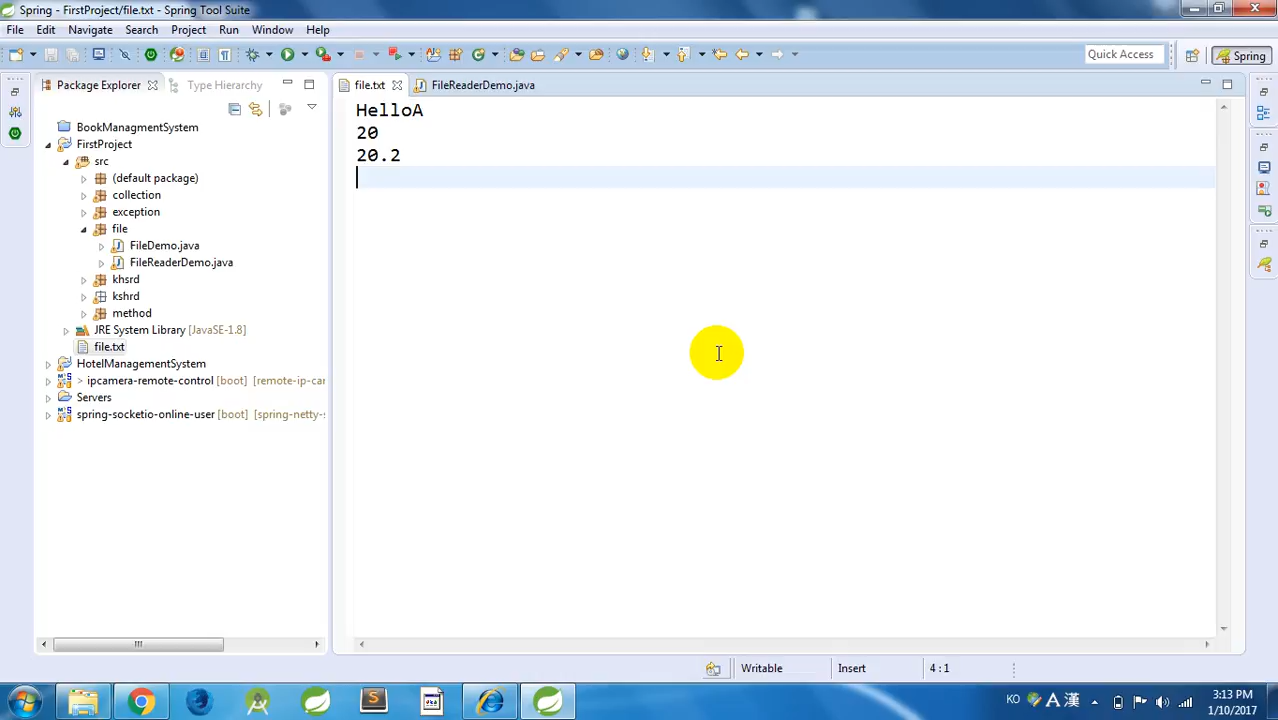 Spring - FirstProject/file.txt - Spring Tool Suite
File Edit Navigate Search Project Run Window Help
Quick Access
Spring
Package Explorer
Type Hierarchy
file.txt
FileReaderDemo.java
BookManagmentSystem
FirstProject
src
(default package)
collection
exception
file
FileDemo.java
FileReaderDemo.java
khsrd
kshrd
method
JRE System Library [JavaSE-1.8]
file.txt
HotelManagementSystem
> ipcamera-remote-control [boot] [remote-ip-car
Servers
spring-socketio-online-user [boot] [spring-netty-s
HelloA
20
20.2
Writable
Insert
4 : 1
KO
A 漢
3:13 PM
1/10/2017